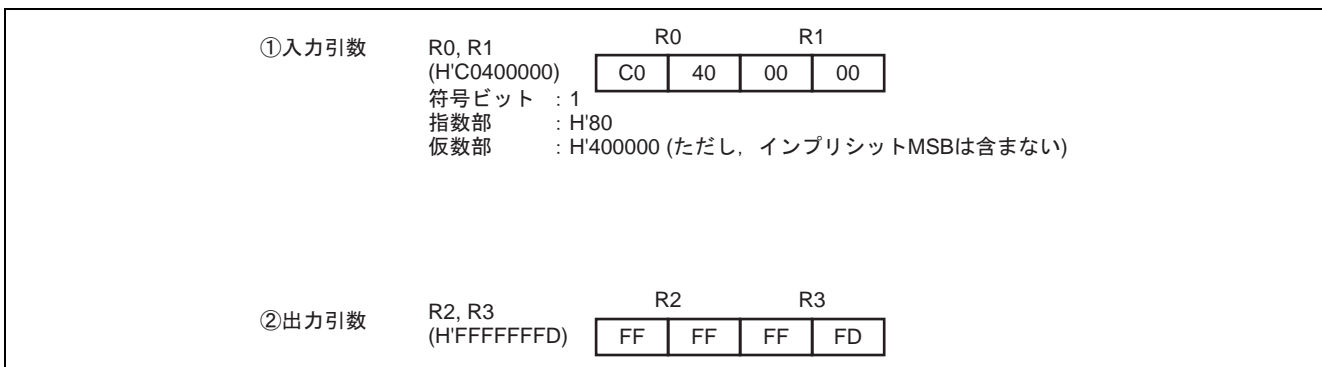 ①入力引数
R0, R1
(H'C0400000)
R0 R1
C0 40 00 00
符号ビット : 1
指数部 : H'80
仮数部 : H'400000 (ただし，インプリシットMSBは含まない)
②出力引数
R2, R3
(H'FFFFFFFD)
R2 R3
FF FF FF FD